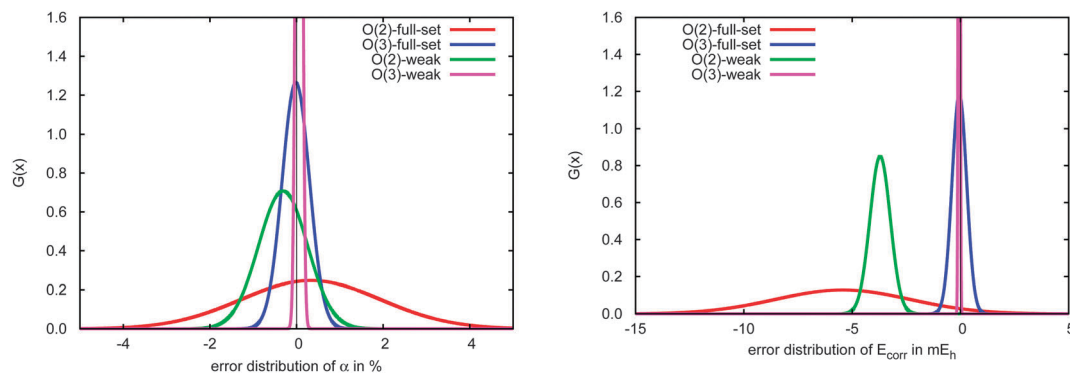 1.6
1.4
1.2
1.0
0.8
0.6
0.4
0.2
0.0
G(x)
O(2)-full-set
O(3)-full-set
O(2)-weak
O(3)-weak
-4
-2
0
2
4
error distribution of α in %
1.6
1.4
1.2
1.0
0.8
0.6
0.4
0.2
0.0
G(x)
O(2)-full-set
O(3)-full-set
O(2)-weak
O(3)-weak
-15
-10
-5
0
5
error distribution of E_corr in mE_h